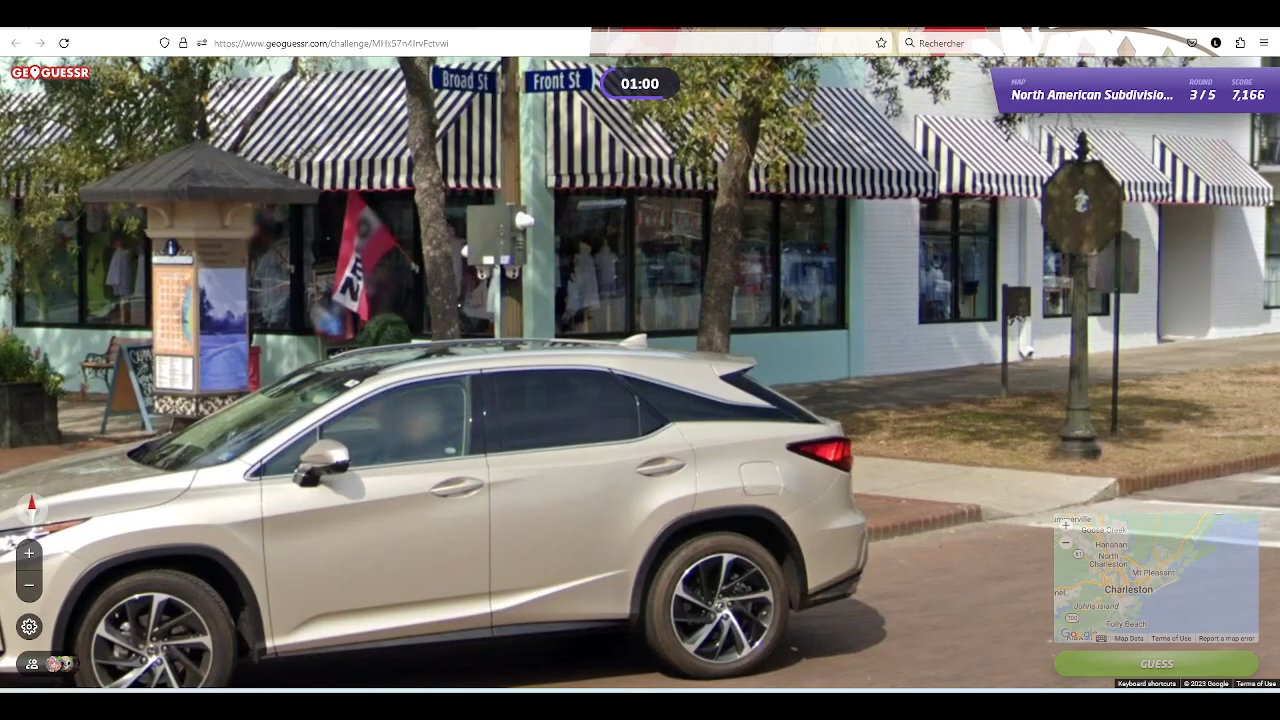 https://www.geoguessr.com/challenge/MHx57n4IrvFctvwi
Rechercher
GEOGUESSR
Broad St
Front St
01:00
MAP
North American Subdivisio...
ROUND
3 / 5
SCORE
7,166
Goose Creek
Hanahan
North
Charleston
Mt Pleasant
Charleston
Johns Island
Folly Beach
700
Google
Map Data
Terms of Use
Report a map error
GUESS
Keyboard shortcuts
© 2023 Google
Terms of Use